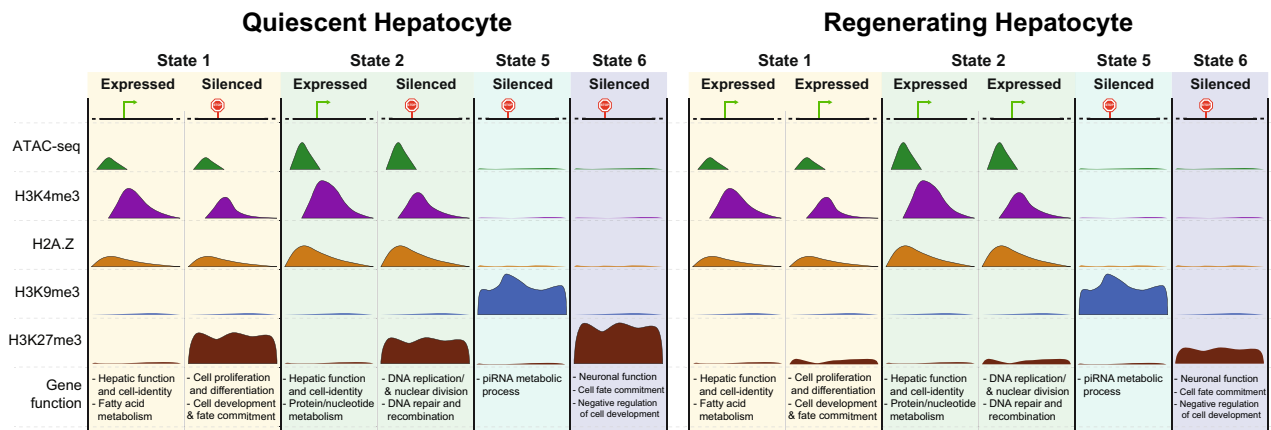 Quiescent Hepatocyte
Regenerating Hepatocyte
State 1
State 2
State 5
State 6
State 1
State 2
State 5
State 6
Expressed
Silenced
Expressed
Silenced
Silenced
Silenced
Expressed
Expressed
Expressed
Expressed
Silenced
Silenced
ATAC-seq
H3K4me3
H2A.Z
H3K9me3
H3K27me3
Gene
function
- Hepatic function
and cell-identity
- Fatty acid
metabolism
- Cell proliferation
and differentiation
- Cell development
& fate commitment
- Hepatic function
and cell-identity
- Protein/nucleotide
metabolism
- DNA replication/
& nuclear division
- DNA repair and
recombination
- piRNA metabolic
process
- Neuronal function
- Cell fate commitment
- Negative regulation
of cell development
- Hepatic function
and cell-identity
- Fatty acid
metabolism
- Cell proliferation
and differentiation
- Cell development
& fate commitment
- Hepatic function
and cell-identity
- Protein/nucleotide
metabolism
- DNA replication/
& nuclear division
- DNA repair and
recombination
- piRNA metabolic
process
- Neuronal function
- Cell fate commitment
- Negative regulation
of cell development